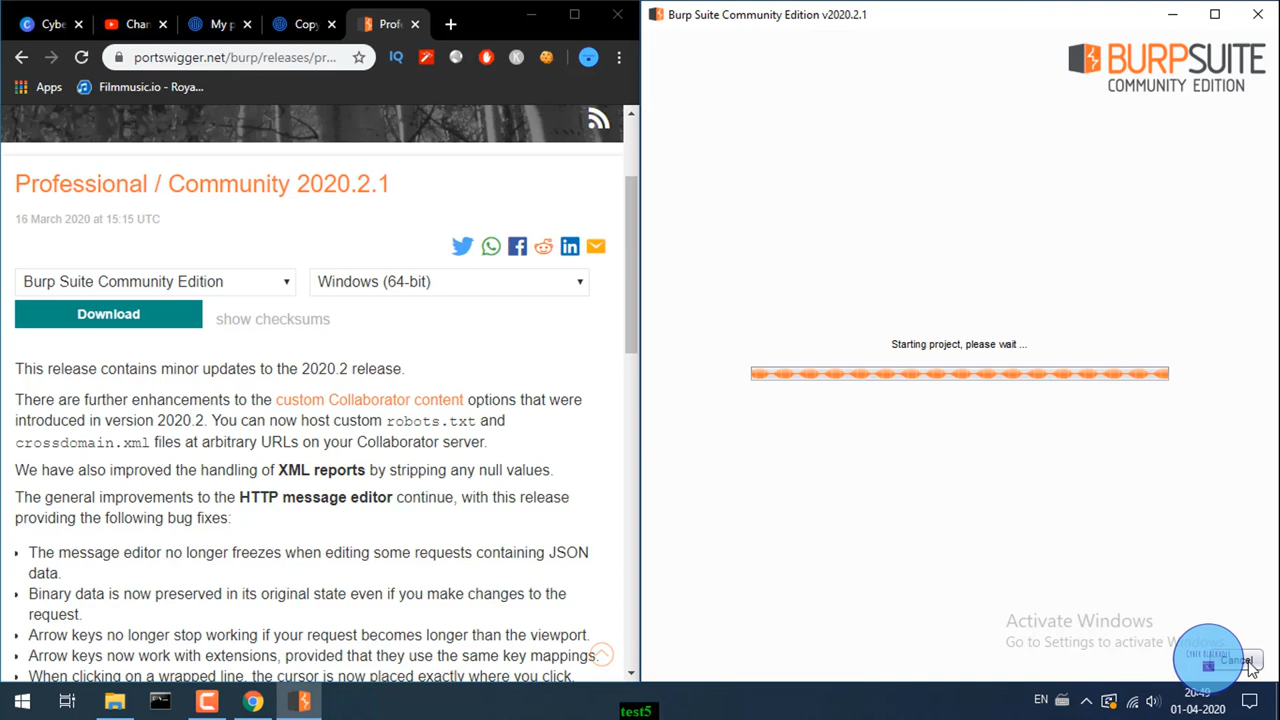 Cybe
Chan
My p
Copy
Prof
portswigger.net/burp/releases/pr...
Apps
Filmmusic.io - Roya...
Professional / Community 2020.2.1
16 March 2020 at 15:15 UTC
Burp Suite Community Edition
Windows (64-bit)
Download
show checksums
This release contains minor updates to the 2020.2 release.
There are further enhancements to the custom Collaborator content options that were
introduced in version 2020.2. You can now host custom robots.txt and
crossdomain.xml files at arbitrary URLs on your Collaborator server.
We have also improved the handling of XML reports by stripping any null values.
The general improvements to the HTTP message editor continue, with this release
providing the following bug fixes:
The message editor no longer freezes when editing some requests containing JSON
data.
Binary data is now preserved in its original state even if you make changes to the
request.
Arrow keys no longer stop working if your request becomes longer than the viewport.
Arrow keys now work with extensions, provided that they use the same key mappings.
When clicking on a wrapped line, the cursor is now placed exactly where you click.
Burp Suite Community Edition v2020.2.1
BURPSUITE
COMMUNITY EDITION
Starting project, please wait ...
Activate Windows
Go to Settings to activate Windows.
CYBER BLACKHOLE
Cancel
test5
EN
20:49
01-04-2020